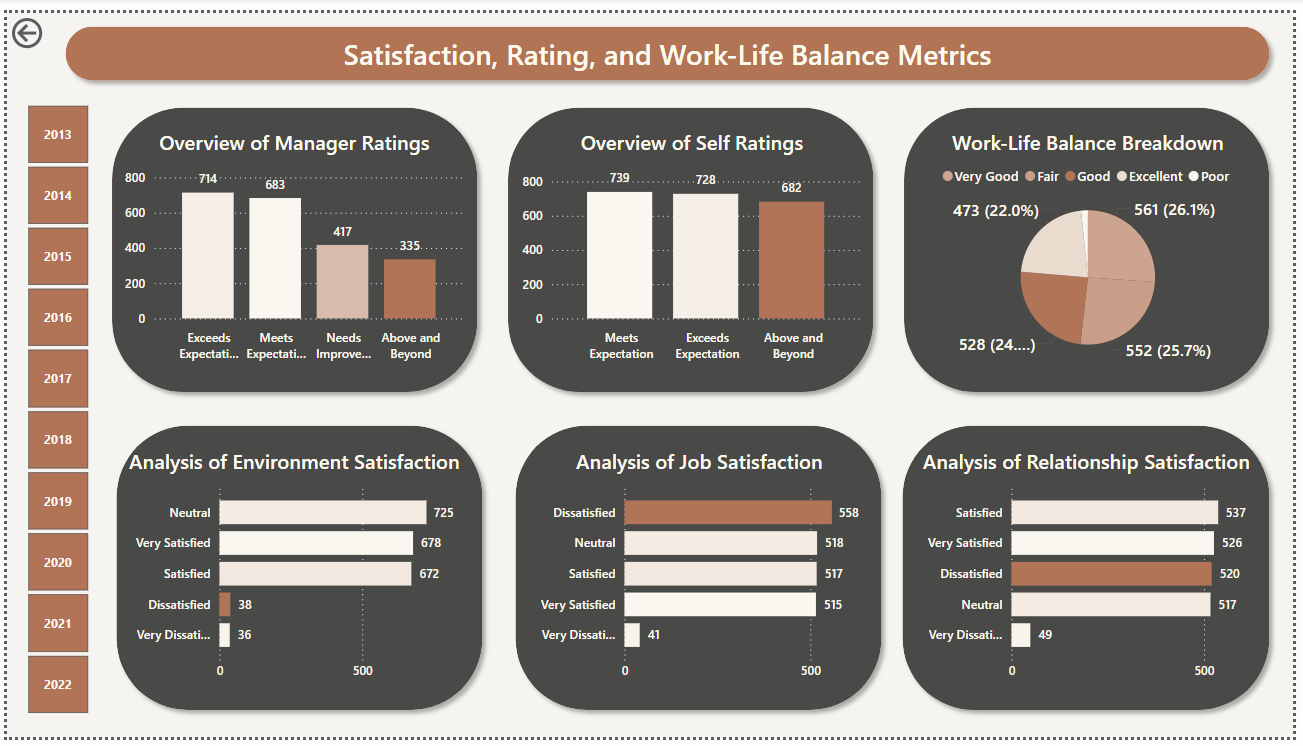 Satisfaction, Rating, and Work-Life Balance Metrics
2013
2014
2015
2016
2017
2018
2019
2020
2021
2022
Overview of Manager Ratings
800
600
400
200
0
714
683
417
335
Exceeds
Expectati...
Meets
Expectati...
Needs
Improve...
Above and
Beyond
Overview of Self Ratings
800
600
400
200
0
739
728
682
Meets
Expectation
Exceeds
Expectation
Above and
Beyond
Work-Life Balance Breakdown
Very Good Fair Good Excellent Poor
473 (22.0%)
561 (26.1%)
528 (24....)
552 (25.7%)
Analysis of Environment Satisfaction
Neutral 725
Very Satisfied 678
Satisfied 672
Dissatisfied 38
Very Dissati... 36
0 500
Analysis of Job Satisfaction
Dissatisfied 558
Neutral 518
Satisfied 517
Very Satisfied 515
Very Dissati... 41
0 500
Analysis of Relationship Satisfaction
Satisfied 537
Very Satisfied 526
Dissatisfied 520
Neutral 517
Very Dissati... 49
0 500